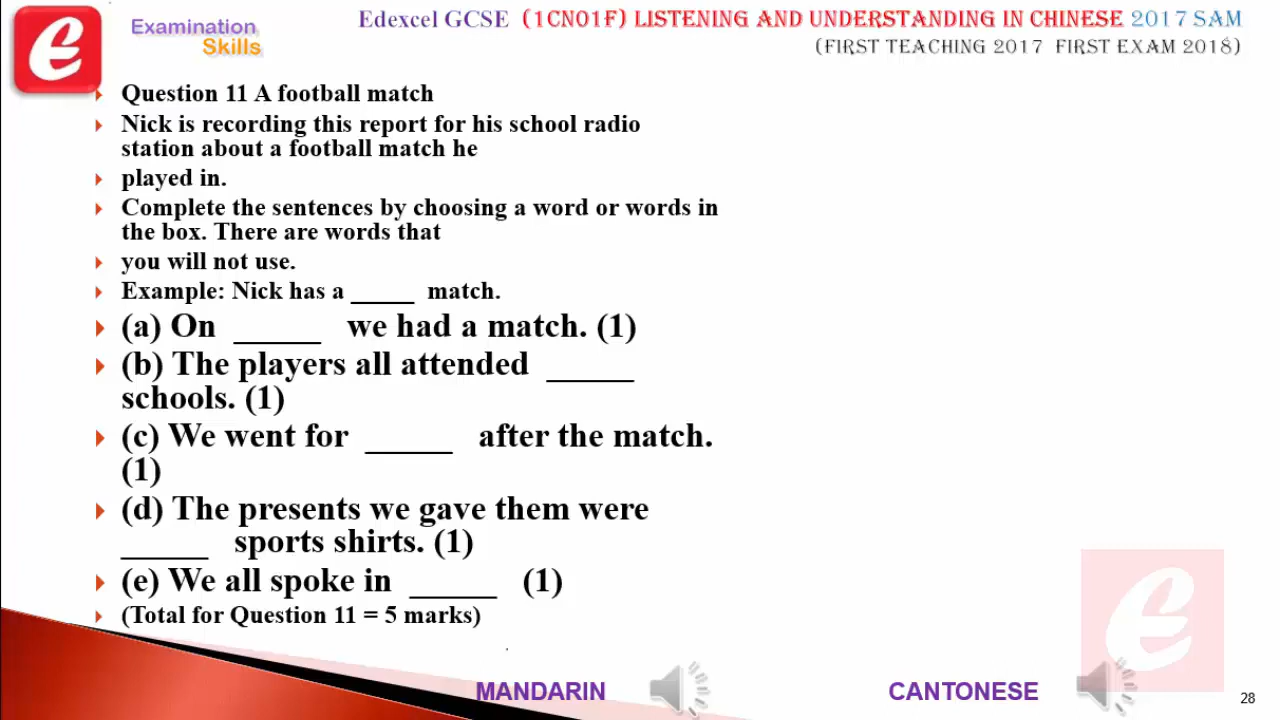 Examination
Skills
Edexcel GCSE (1CN01F) LISTENING AND UNDERSTANDING IN CHINESE 2017 SAM
(FIRST TEACHING 2017 FIRST EXAM 2018)
Question 11 A football match
Nick is recording this report for his school radio
station about a football match he
played in.
Complete the sentences by choosing a word or words in
the box. There are words that
you will not use.
Example: Nick has a _____ match.
(a) On _____ we had a match. (1)
(b) The players all attended _____
schools. (1)
(c) We went for _____ after the match.
(1)
(d) The presents we gave them were
_____ sports shirts. (1)
(e) We all spoke in _____ (1)
(Total for Question 11 = 5 marks)
MANDARIN
CANTONESE
28